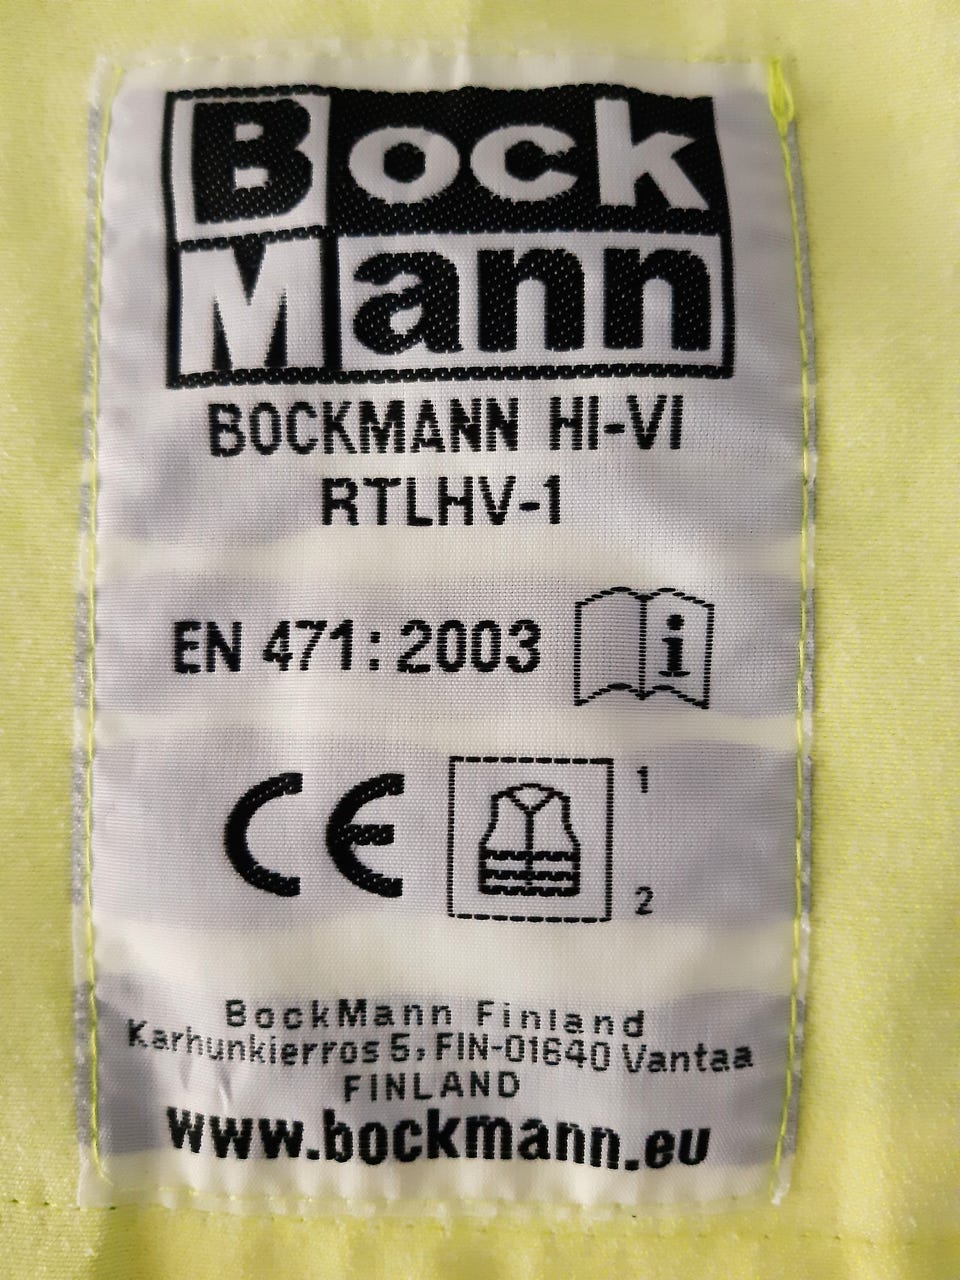 Bock
Mann
BOCKMANN HI-VI
RTLHV-1
EN 471:2003
i
CE
1
2
BockMann Finland
Karhunkierros 5, FIN-01640 Vantaa
FINLAND
www.bockmann.eu